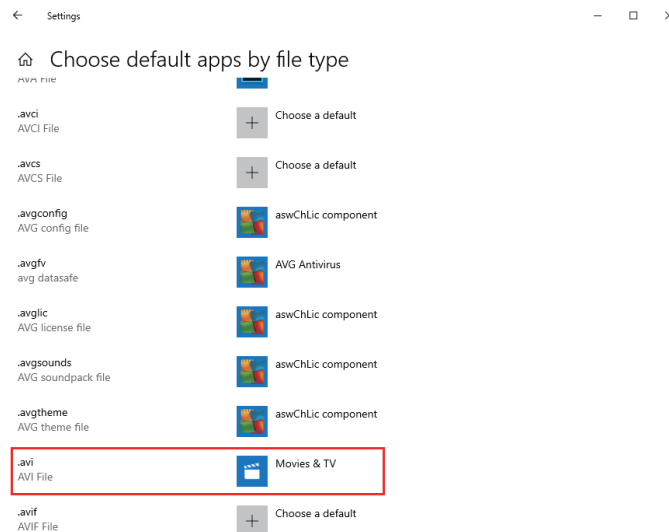 Settings
Choose default apps by file type
AVA File
.avci
AVCI File
Choose a default
.avcs
AVCS File
Choose a default
.avgconfig
AVG config file
aswChLic component
.avgfv
avg datasafe
AVG Antivirus
.avglic
AVG license file
aswChLic component
.avgsounds
AVG soundpack file
aswChLic component
.avgtheme
AVG theme file
aswChLic component
.avi
AVI File
Movies & TV
.avif
AVIF File
Choose a default